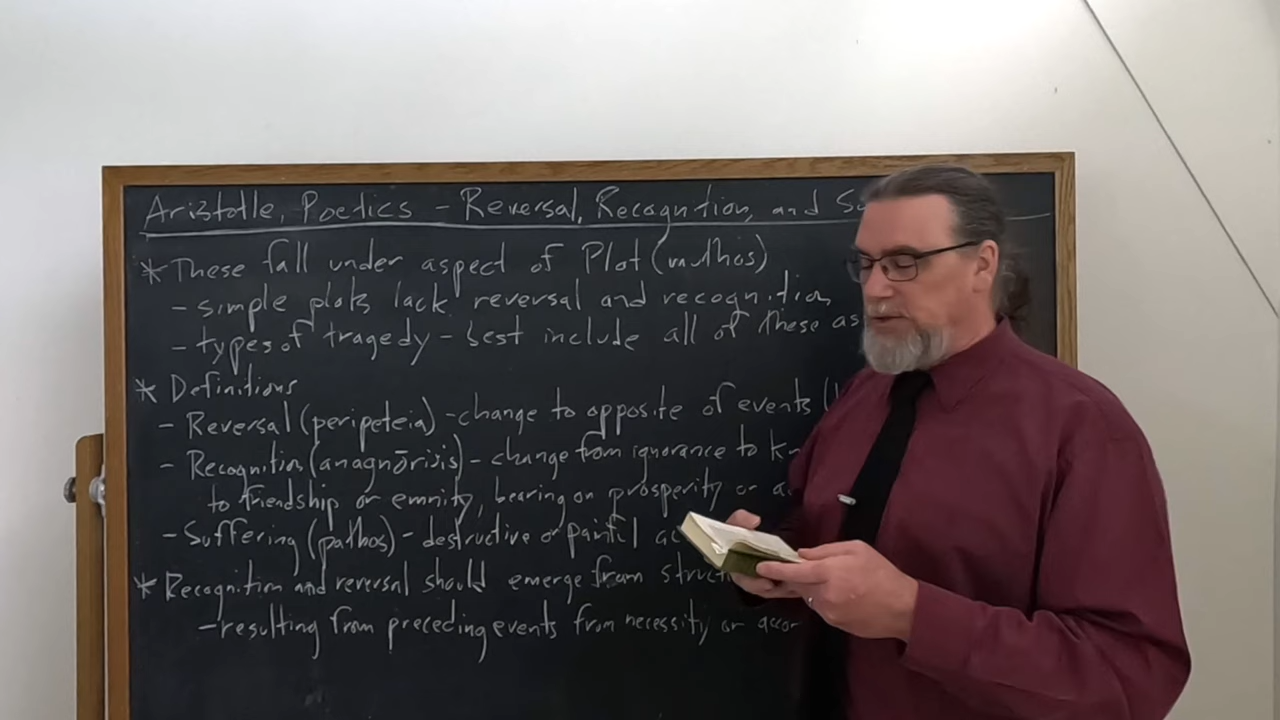 Aristotle, Poetics - Reversal, Recognition, and
* These fall under aspect of Plot (muthos)
- simple plots lack reversal and recognition
- types of tragedy - best include all of these
* Definitions
- Reversal (peripeteia) - change to opposite of events
- Recognition (anagnōrisis) - change from ignorance to
to friendship or emnity, bearing on prosperity or
- Suffering (pathos) - destructive or painful
* Recognition and reversal should emerge from
- resulting from preceding events from necessity or